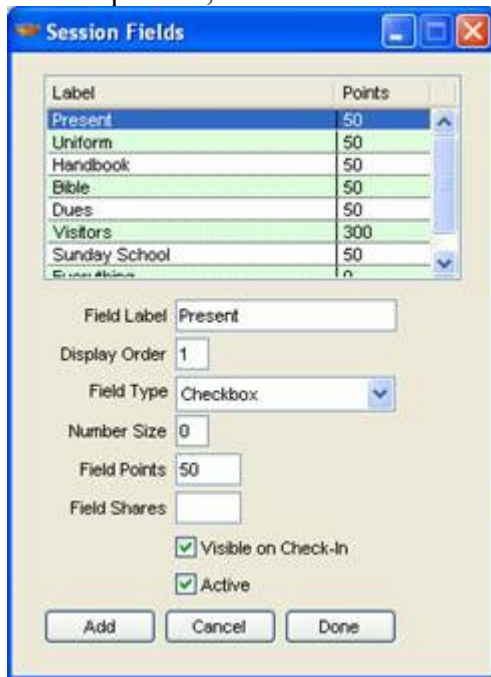 Session Fields
Label Points
Present 50
Uniform 50
Handbook 50
Bible 50
Dues 50
Visitors 300
Sunday School 50
Everything 0
Field Label Present
Display Order 1
Field Type Checkbox
Number Size 0
Field Points 50
Field Shares
Visible on Check-In
Active
Add Cancel Done